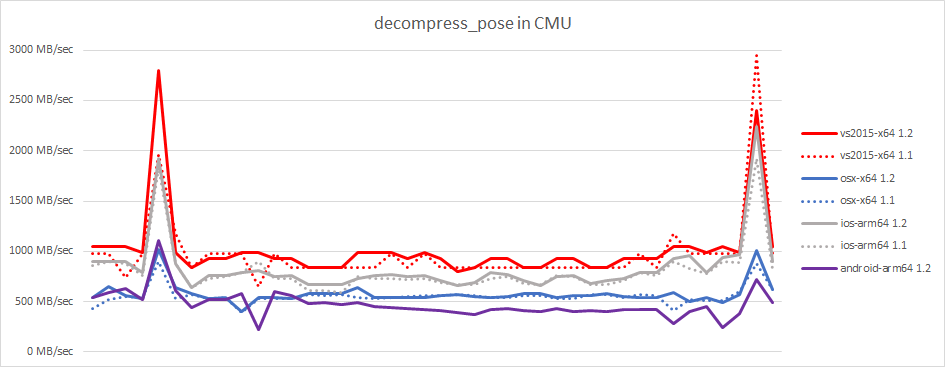 decompress_pose in CMU
3000 MB/sec
2500 MB/sec
2000 MB/sec
1500 MB/sec
1000 MB/sec
500 MB/sec
0 MB/sec
vs2015-x64 1.2
vs2015-x64 1.1
osx-x64 1.2
osx-x64 1.1
ios-arm64 1.2
ios-arm64 1.1
android-arm64 1.2